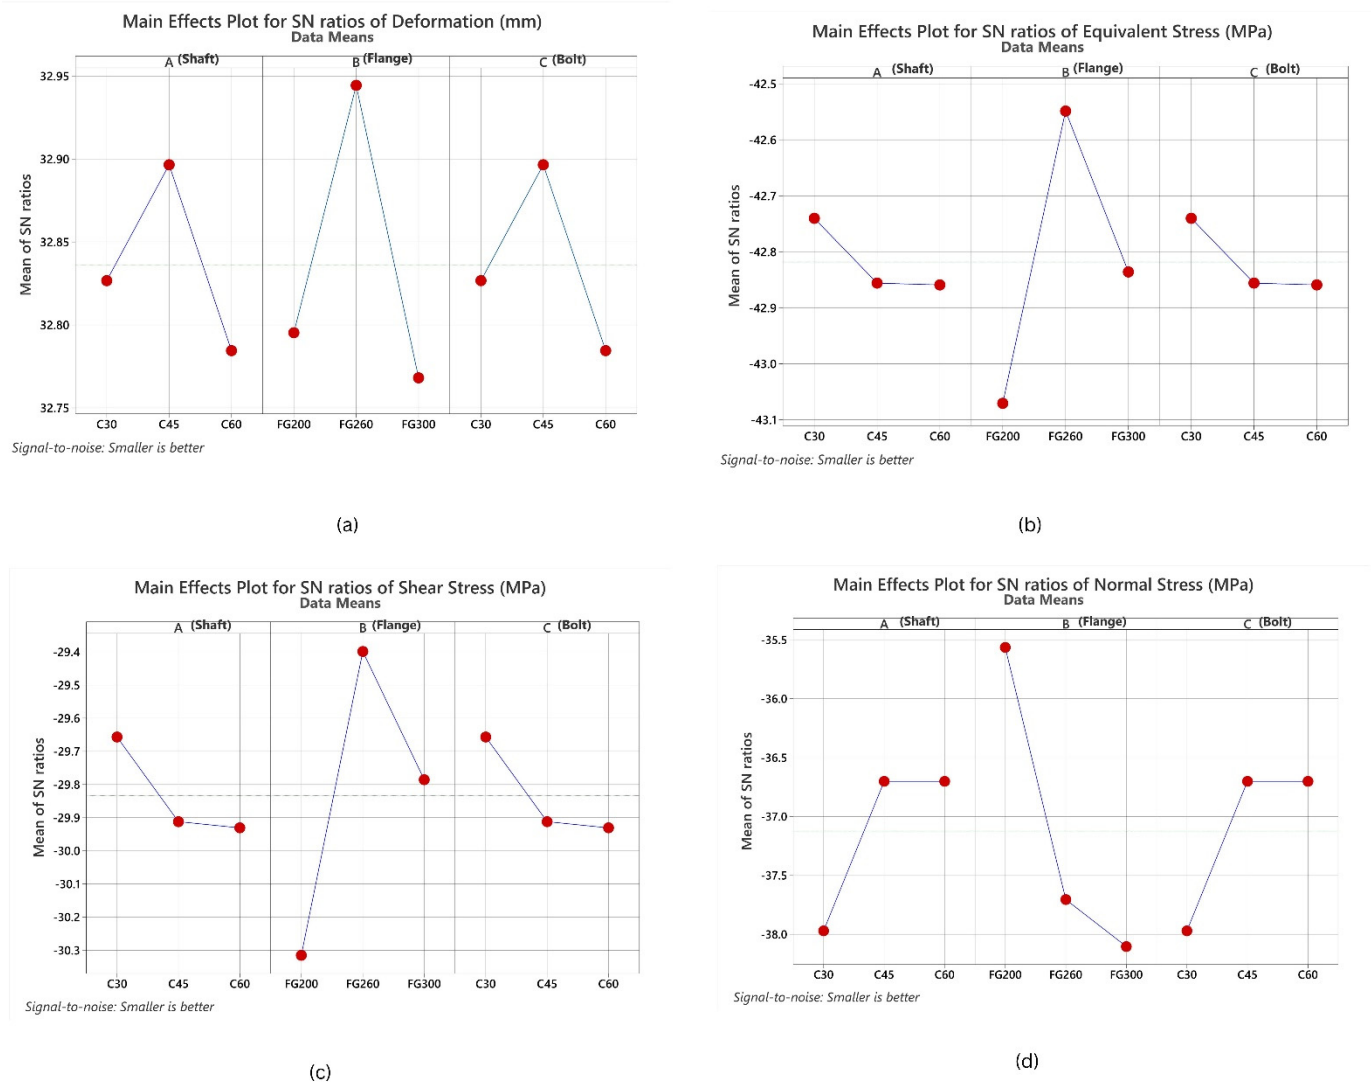 Main Effects Plot for SN ratios of Deformation (mm)
Data Means
A (Shaft) B (Flange) C (Bolt)
32.95
32.90
32.85
32.80
32.75
Mean of SN ratios
C30 C45 C60 FG200 FG260 FG300 C30 C45 C60
Signal-to-noise: Smaller is better
(a)
Main Effects Plot for SN ratios of Equivalent Stress (MPa)
Data Means
A (Shaft) B (Flange) C (Bolt)
-42.5
-42.6
-42.7
-42.8
-42.9
-43.0
-43.1
Mean of SN ratios
C30 C45 C60 FG200 FG260 FG300 C30 C45 C60
Signal-to-noise: Smaller is better
(b)
Main Effects Plot for SN ratios of Shear Stress (MPa)
Data Means
A (Shaft) B (Flange) C (Bolt)
-29.4
-29.5
-29.6
-29.7
-29.8
-29.9
-30.0
-30.1
-30.2
-30.3
Mean of SN ratios
C30 C45 C60 FG200 FG260 FG300 C30 C45 C60
Signal-to-noise: Smaller is better
(c)
Main Effects Plot for SN ratios of Normal Stress (MPa)
Data Means
A (Shaft) B (Flange) C (Bolt)
-35.5
-36.0
-36.5
-37.0
-37.5
-38.0
Mean of SN ratios
C30 C45 C60 FG200 FG260 FG300 C30 C45 C60
Signal-to-noise: Smaller is better
(d)